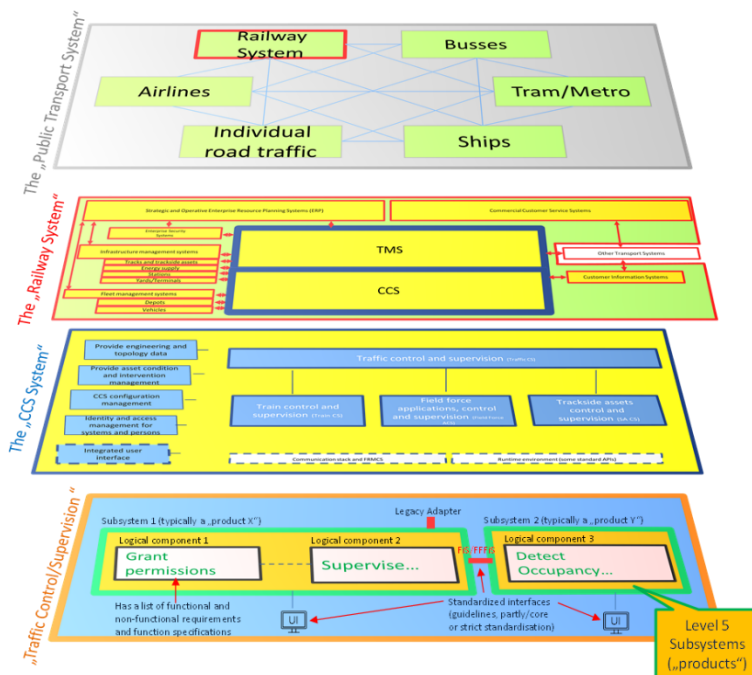 The „Public Transport System“
Railway
System
Busses
Airlines
Tram/Metro
Individual
road traffic
Ships
The „Railway System“
Strategic and Operative Enterprise Resource Planning Systems (ERP)
Commercial Customer Service Systems
Enterprise Security
Systems
TMS
Infrastructure management systems
Tracks and trackside assets
Energy supply
Stations
Yards/Terminals
Other Transport Systems
Customer Information Systems
CCS
Fleet management systems
Depots
Vehicles
The „CCS System“
Provide engineering and
topology data
Traffic control and supervision
Provide asset condition
and intervention
management
CCS configuration
management
Train control and
supervision (Train CS)
Field force
applications, control
and supervision
Trackside assets
control and
supervision
Identity and access
management for
systems and persons
Integrated user
interface
Communication stack and FRMCS
Runtime environment (some standard APIs)
„Traffic Control/Supervision “
Legacy Adapter
Subsystem 1 (typically a „product X“)
Subsystem 2 (typically a „product Y“)
Logical component 1
Logical component 2
Logical component 3
Grant
permissions
Supervise...
Detect
Occupancy...
Has a list of functional and
non-functional requirements
and function specifications
UI
Standardized interfaces
(guidelines, partly/core
or strict standardisation)
UI
Level 5
Subsystems
(„products“)